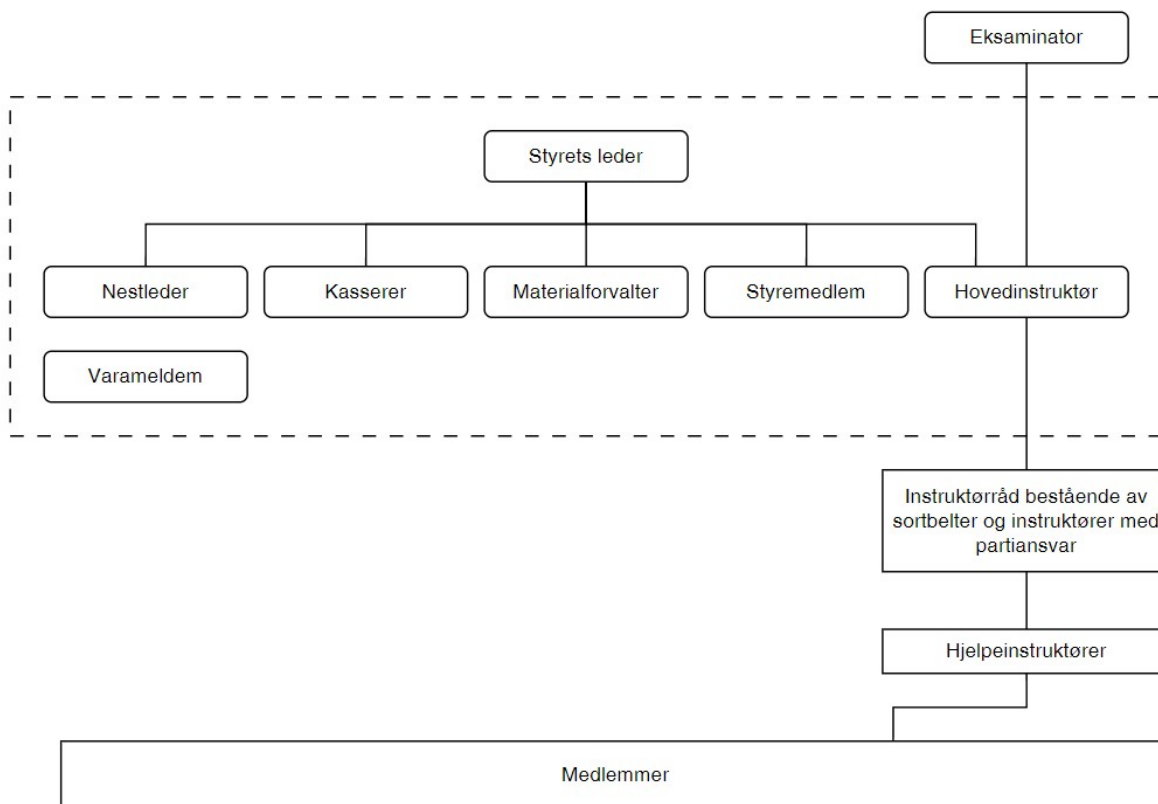 Eksaminator
Styrets leder
Nestleder
Kasserer
Materialforvalter
Styremedlem
Hovedinstruktør
Varameldem
Instruktørråd bestående av
sortbelter og instruktører med
partiansvar
Hjelpeinstruktører
Medlemmer